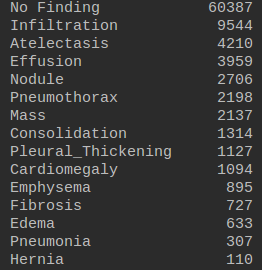 No Finding 60387
Infiltration 9544
Atelectasis 4210
Effusion 3959
Nodule 2706
Pneumothorax 2198
Mass 2137
Consolidation 1314
Pleural_Thickening 1127
Cardiomegaly 1094
Emphysema 895
Fibrosis 727
Edema 633
Pneumonia 307
Hernia 110